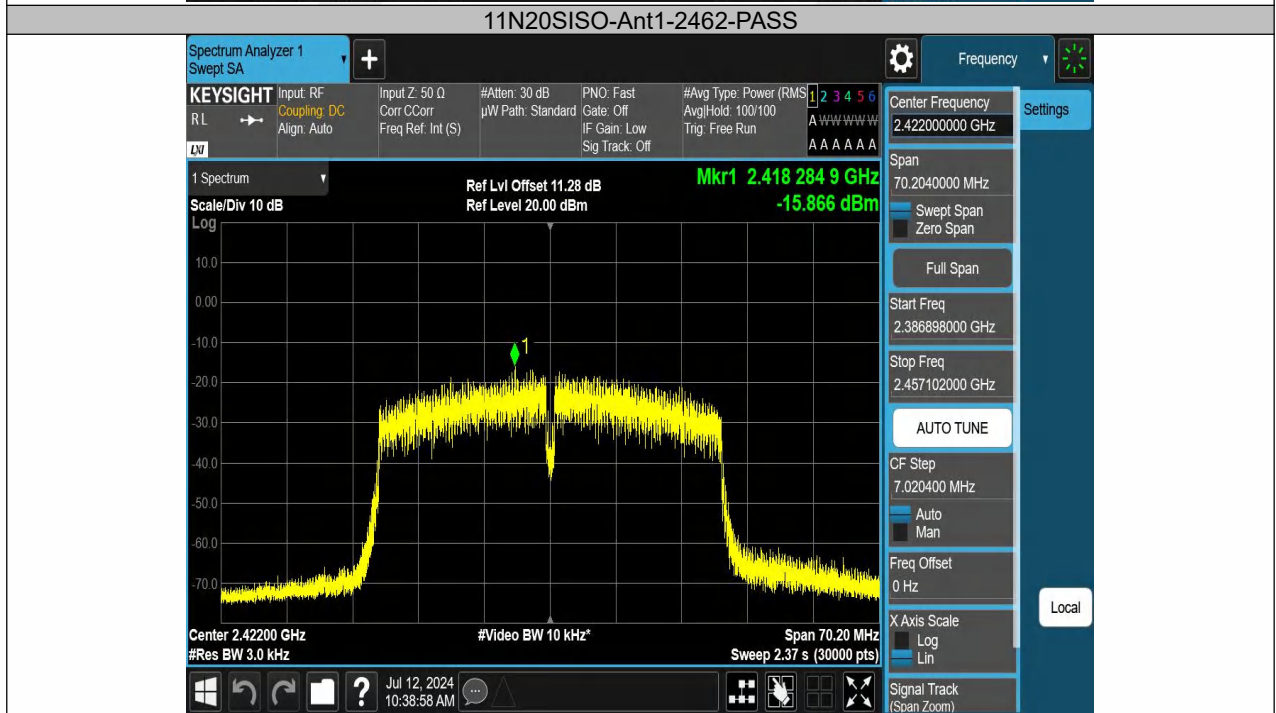 11N20SISO-Ant1-2462-PASS
Spectrum Analyzer 1
Swept SA
+
Frequency
KEYSIGHT
RL
LXI
Input: RF
Coupling: DC
Align: Auto
Input Z: 50 Ω
Corr CCorr
Freq Ref: Int (S)
#Atten: 30 dB
µW Path: Standard
PNO: Fast
Gate: Off
IF Gain: Low
Sig Track: Off
#Avg Type: Power (RMS
Avg|Hold: 100/100
Trig: Free Run
1 2 3 4 5 6
A W W W W W
A A A A A A
1 Spectrum
Scale/Div 10 dB
Ref Lvl Offset 11.28 dB
Ref Level 20.00 dBm
Mkr1 2.418 284 9 GHz
-15.866 dBm
Log
10.0
0.00
-10.0
-20.0
-30.0
-40.0
-50.0
-60.0
-70.0
1
Center 2.42200 GHz
#Res BW 3.0 kHz
#Video BW 10 kHz*
Span 70.20 MHz
Sweep 2.37 s (30000 pts)
Center Frequency
2.422000000 GHz
Settings
Span
70.2040000 MHz
Swept Span
Zero Span
Full Span
Start Freq
2.386898000 GHz
Stop Freq
2.457102000 GHz
AUTO TUNE
CF Step
7.020400 MHz
Auto
Man
Freq Offset
0 Hz
Local
X Axis Scale
Log
Lin
Signal Track
(Span Zoom)
?
Jul 12, 2024
10:38:58 AM